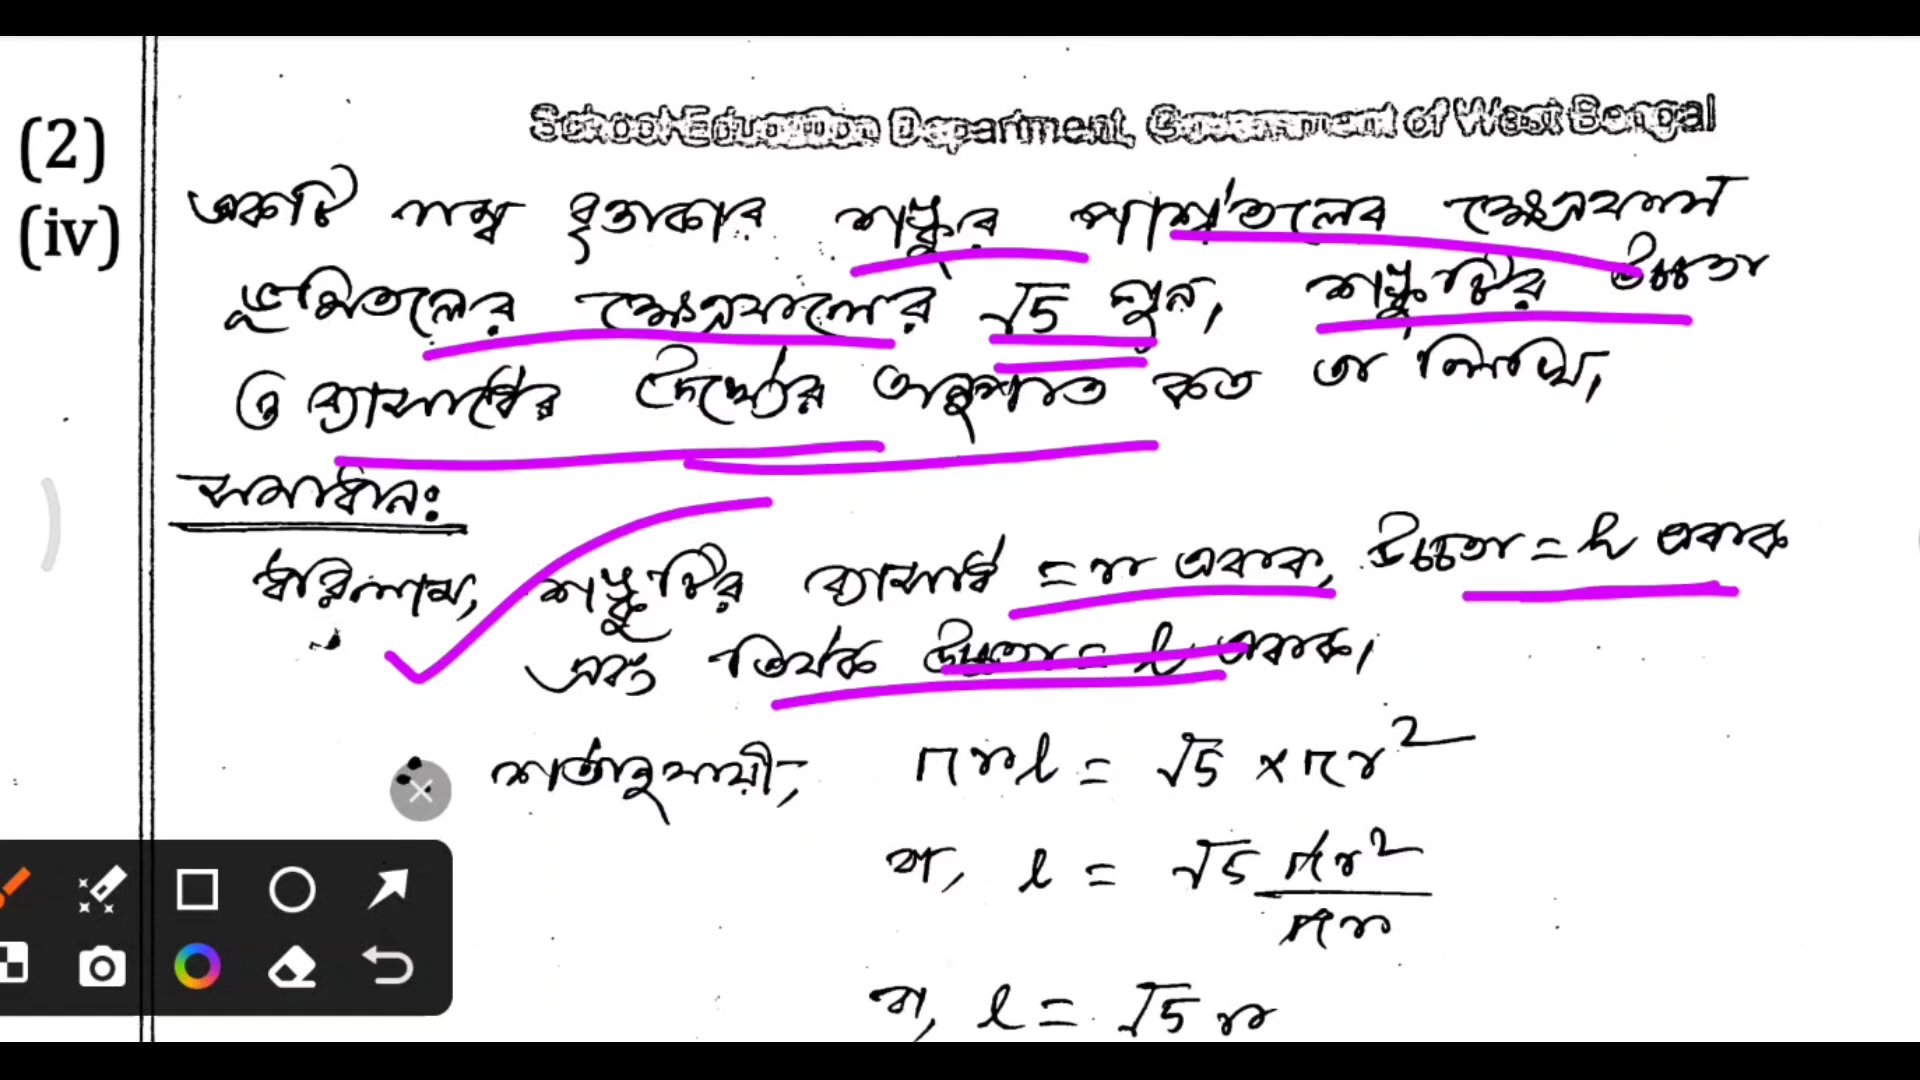 School Education Department, Government of West Bengal
(2)
(iv)
একটি লম্ব বৃত্তাকার শঙ্কুর পার্শ্বতলের ক্ষেত্রফল
ভূমিতলের ক্ষেত্রফলের √5 গুন, শঙ্কুটির উচ্চতা
ও ব্যাসার্ধের দৈর্ঘ্যের অনুপাত কত তা লিখি।
সমাধান:
ধরিলাম, শঙ্কুটির ব্যাসার্ধ = r একক, উচ্চতা = h একক
এবং তির্যক উচ্চতা = l একক।
শর্তানুযায়ী, πrl = √5 × πr²
বা, l = √5 πr²/πr
বা, l = √5 r